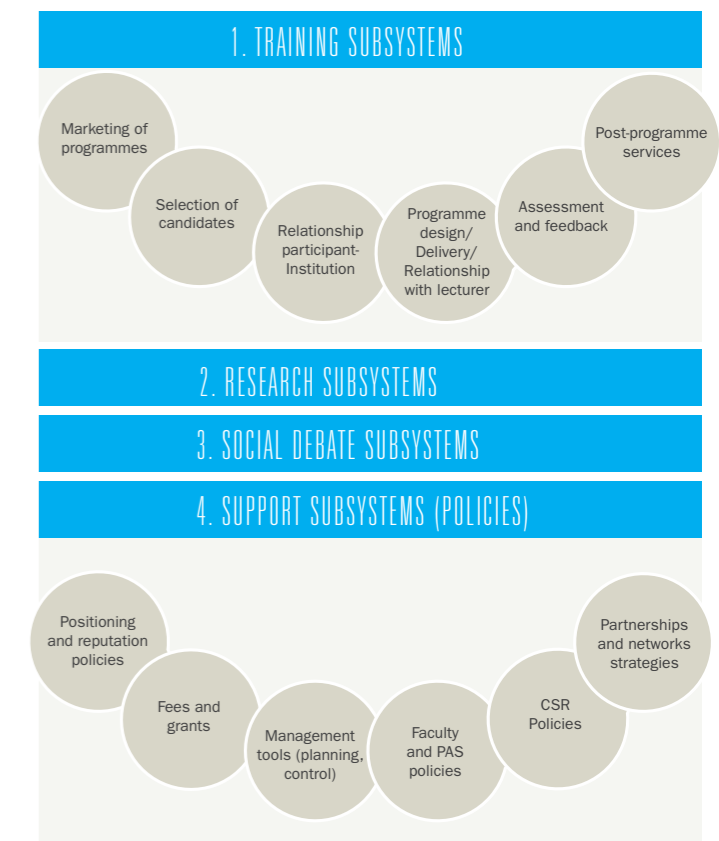 1. TRAINING SUBSYSTEMS
Marketing of
programmes
Selection of
candidates
Relationship
participant-
Institution
Programme
design/
Delivery/
Relationship
with lecturer
Assessment
and feedback
Post-programme
services
2. RESEARCH SUBSYSTEMS
3. SOCIAL DEBATE SUBSYSTEMS
4. SUPPORT SUBSYSTEMS (POLICIES)
Positioning
and reputation
policies
Fees and
grants
Management
tools (planning,
control)
Faculty
and PAS
policies
CSR
Policies
Partnerships
and networks
strategies